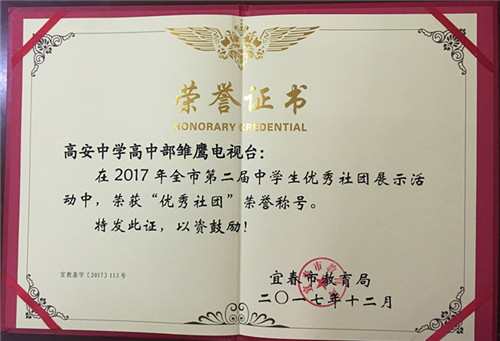 荣誉证书
HONORARY CREDENTIAL
高安中学高中部雏鹰电视台:
在2017年全市第二届中学生优秀社团展示活
动中，荣获“优秀社团”荣誉称号。
特发此证，以资鼓励!
宜教基字〔2017〕113号
宜春市教育局
二〇一七年十二月